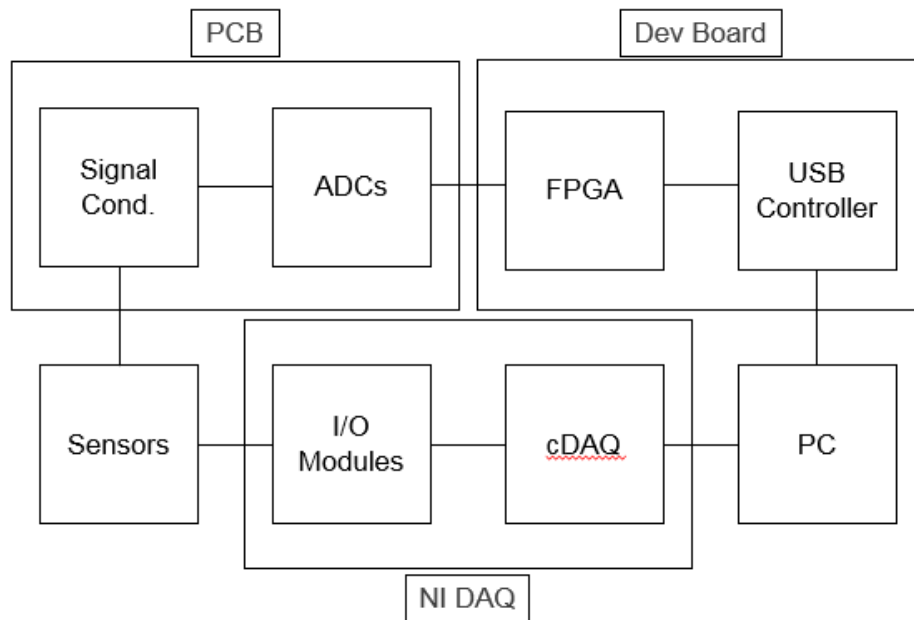 PCB
Dev Board
Signal
Cond.
ADCs
FPGA
USB
Controller
Sensors
I/O
Modules
cDAQ
PC
NI DAQ